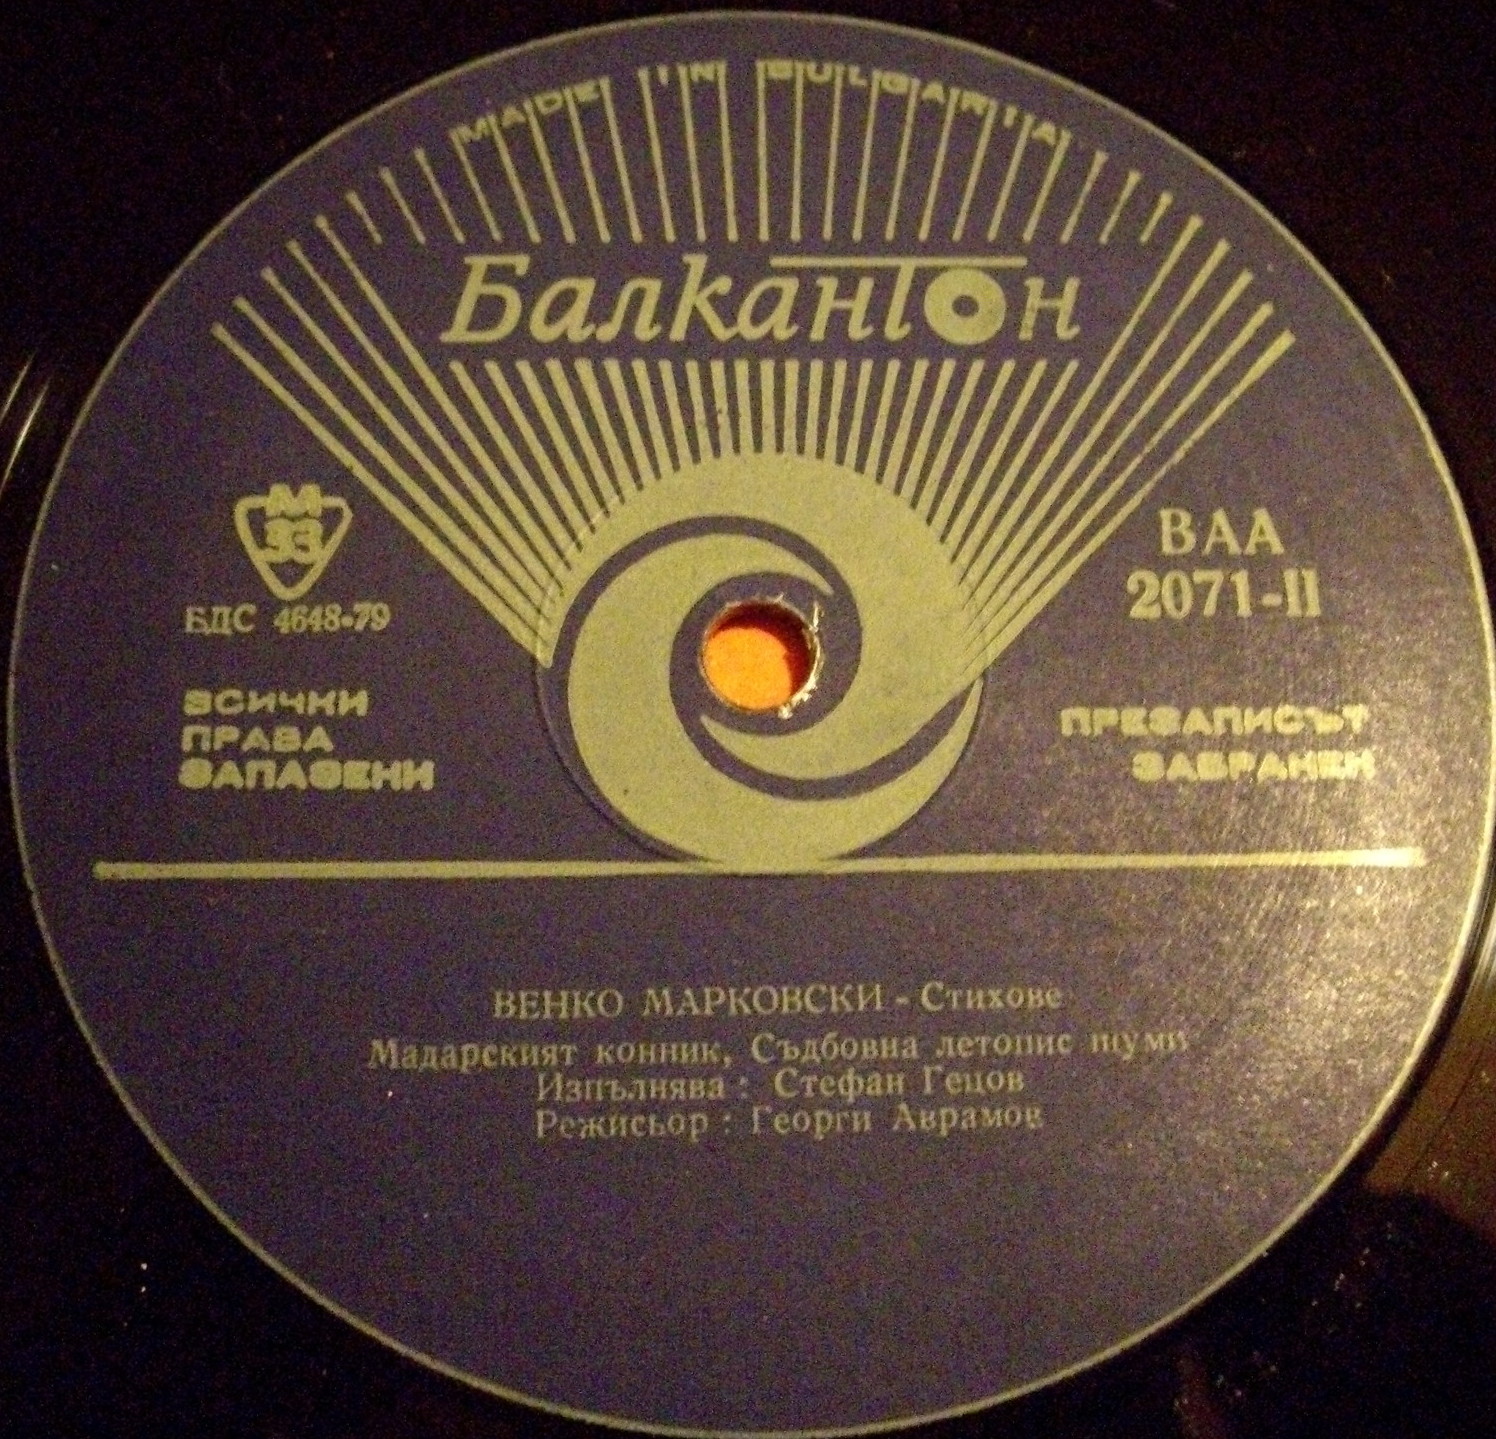 MADE IN BULGARIA
Балкантон
М
33
БДС 4648-79
ВАА
2071-II
ВСИЧКИ
ПРАВА
ЗАПАЗЕНИ
ПРЕЗАПИСЪТ
ЗАБРАНЕН
ВЕНКО МАРКОВСКИ - Стихове
Мадарският конник, Съдбовна летопис шуми
Изпълнява : Стефан Гецов
Режисьор : Георги Аврамов